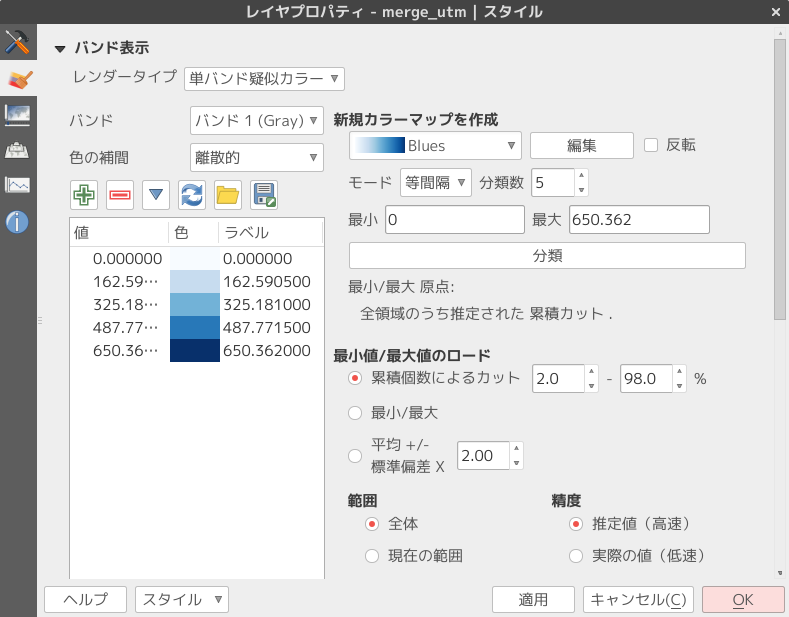 レイヤプロパティ - merge_utm | スタイル
バンド表示
レンダータイプ 単バンド疑似カラー
バンド バンド 1 (Gray)
色の補間 離散的
値 色 ラベル
0.000000 0.000000
162.59… 162.590500
325.18… 325.181000
487.77… 487.771500
650.36… 650.362000
新規カラーマップを作成
Blues 編集 反転
モード 等間隔 分類数 5
最小 0 最大 650.362
分類
最小/最大 原点:
全領域のうち推定された 累積カット .
最小値/最大値のロード
累積個数によるカット 2.0 - 98.0 %
最小/最大
平均 +/-
標準偏差 X 2.00
範囲 精度
全体 推定値（高速）
現在の範囲 実際の値（低速）
ヘルプ スタイル 適用 キャンセル(C) OK